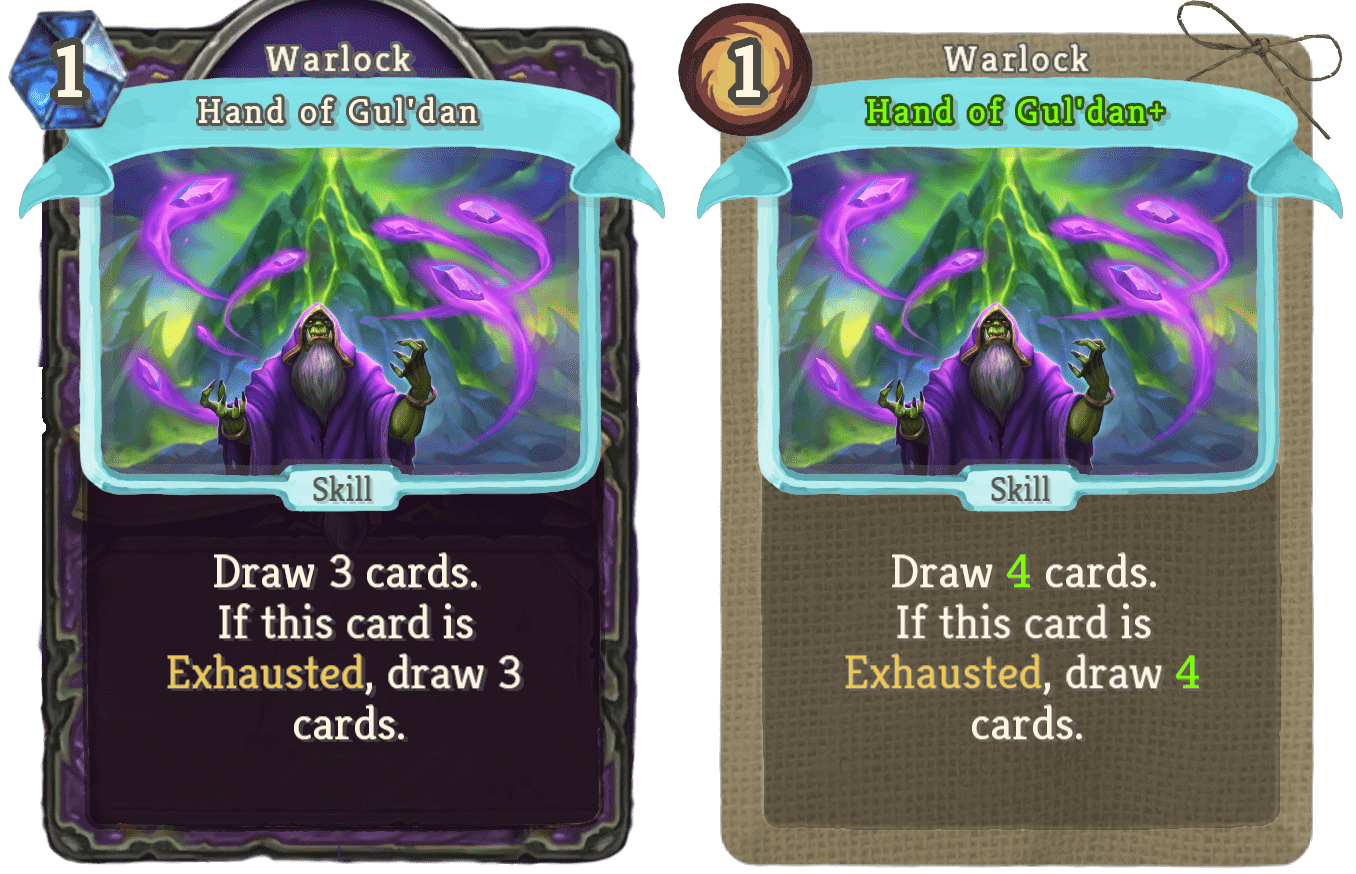 1
Warlock
Hand of Gul'dan
Skill
Draw 3 cards.
If this card is
Exhausted, draw 3
cards.
1
Warlock
Hand of Gul'dan+
Skill
Draw 4 cards.
If this card is
Exhausted, draw 4
cards.